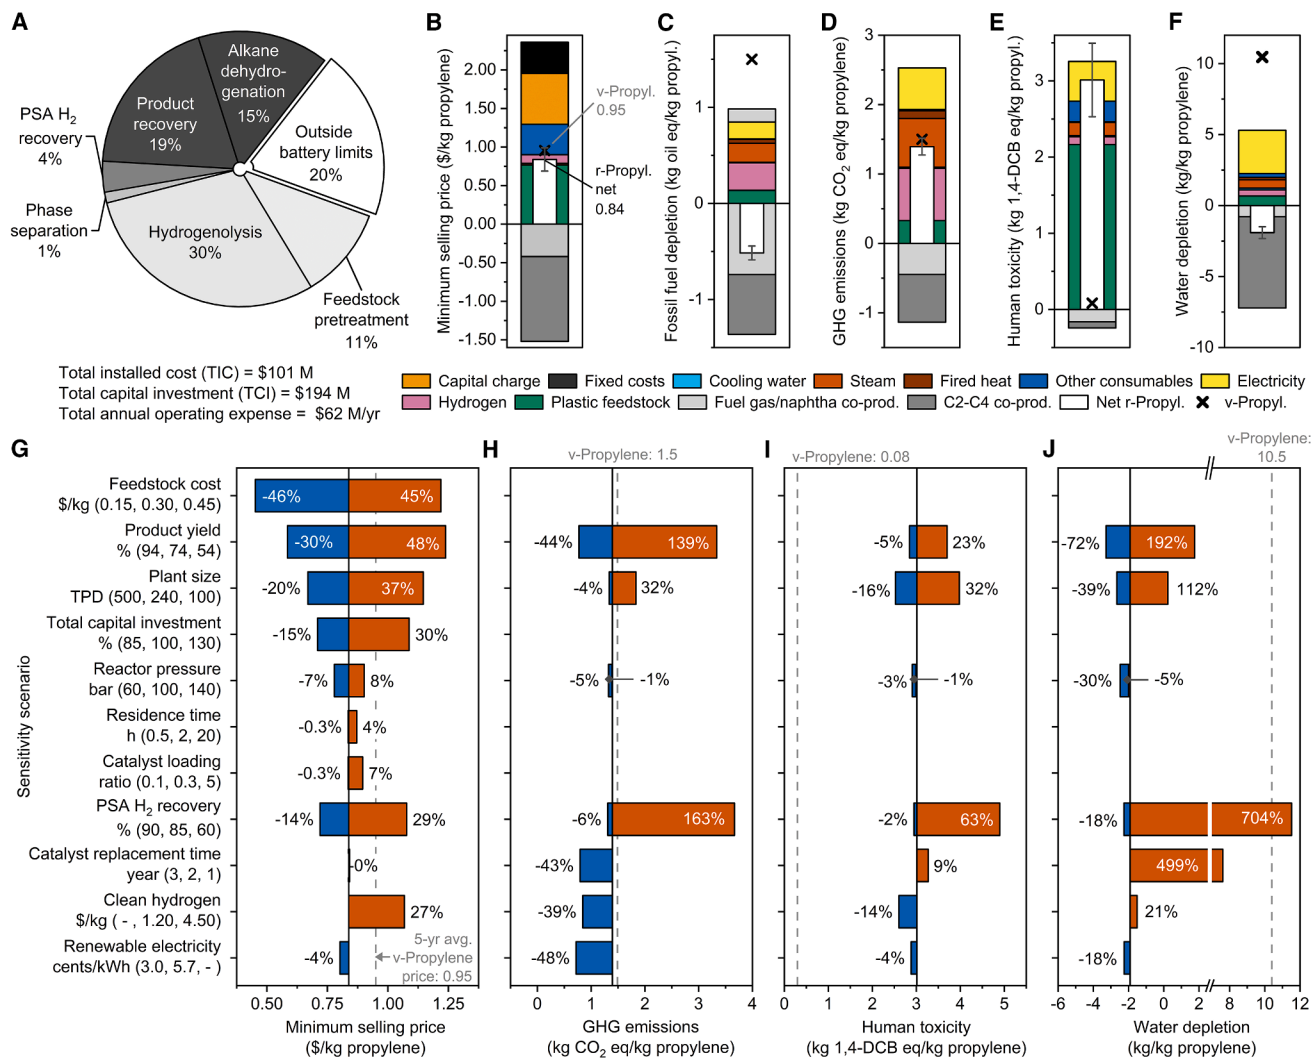 A
Alkane
dehydro-
genation
15%
Product
recovery
19%
PSA H2
recovery
4%
Outside
battery limits
20%
Phase
separation
1%
Hydrogenolysis
30%
Feedstock
pretreatment
11%
Total installed cost (TIC) = $101 M
Total capital investment (TCI) = $194 M
Total annual operating expense = $62 M/yr
B
Minimum selling price ($/kg propylene)
2.00
1.50
1.00
0.50
0.00
-0.50
-1.00
-1.50
v-Propyl.
0.95
r-Propyl.
net
0.84
C
Fossil fuel depletion (kg oil eq/kg propyl.)
1
0
-1
D
GHG emissions (kg CO2 eq/kg propylene)
3
2
1
0
-1
E
Human toxicity (kg 1,4-DCB eq/kg propyl.)
3
2
1
0
F
Water depletion (kg/kg propylene)
10
5
0
-5
-10
Capital charge
Fixed costs
Cooling water
Steam
Fired heat
Other consumables
Electricity
Hydrogen
Plastic feedstock
Fuel gas/naphtha co-prod.
C2-C4 co-prod.
Net r-Propyl.
v-Propyl.
G
Sensitivity scenario
Feedstock cost
$/kg (0.15, 0.30, 0.45)
Product yield
% (94, 74, 54)
Plant size
TPD (500, 240, 100)
Total capital investment
% (85, 100, 130)
Reactor pressure
bar (60, 100, 140)
Residence time
h (0.5, 2, 20)
Catalyst loading
ratio (0.1, 0.3, 5)
PSA H2 recovery
% (90, 85, 60)
Catalyst replacement time
year (3, 2, 1)
Clean hydrogen
$/kg ( - , 1.20, 4.50)
Renewable electricity
cents/kWh (3.0, 5.7, - )
-46%
45%
-30%
48%
-20%
37%
-15%
30%
-7%
8%
-0.3%
4%
-0.3%
7%
-14%
29%
-0%
27%
-4%
5-yr avg.
v-Propylene
price: 0.95
0.50
0.75
1.00
1.25
Minimum selling price
($/kg propylene)
H
v-Propylene: 1.5
-44%
139%
-4%
32%
-5%
-1%
-6%
163%
-43%
-39%
-48%
0
1
2
3
4
GHG emissions
(kg CO2 eq/kg propylene)
I
v-Propylene: 0.08
-5%
23%
-16%
32%
-3%
-1%
-2%
63%
9%
-14%
-4%
0
1
2
3
4
5
Human toxicity
(kg 1,4-DCB eq/kg propylene)
J
v-Propylene:
10.5
-72%
192%
-39%
112%
-30%
-5%
-18%
704%
499%
21%
-18%
-6
-4
-2
0
2
8
10
12
Water depletion
(kg/kg propylene)